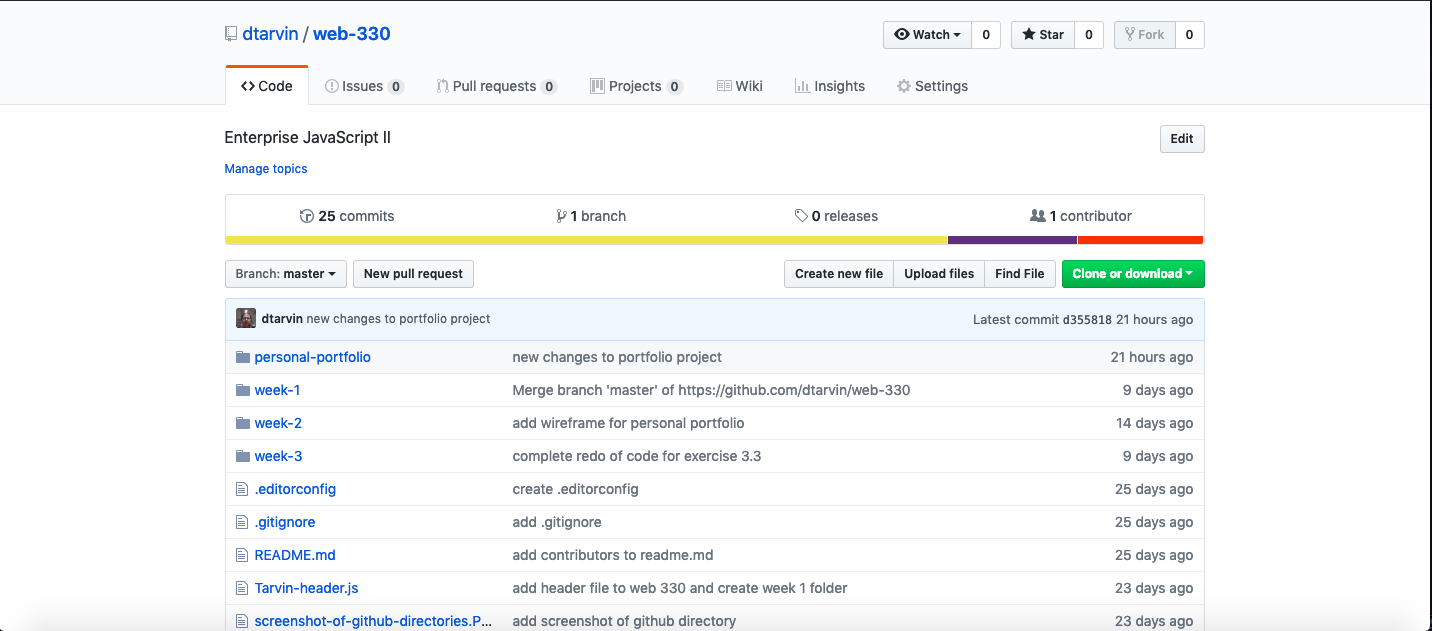 dtarvin / web-330 Watch 0 Star 0 Fork 0
Code Issues 0 Pull requests 0 Projects 0 Wiki Insights Settings
Enterprise JavaScript II Edit
Manage topics
25 commits 1 branch 0 releases 1 contributor
Branch: master New pull request Create new file Upload files Find File Clone or download
dtarvin new changes to portfolio project Latest commit d355818 21 hours ago
personal-portfolio new changes to portfolio project 21 hours ago
week-1 Merge branch 'master' of https://github.com/dtarvin/web-330 9 days ago
week-2 add wireframe for personal portfolio 14 days ago
week-3 complete redo of code for exercise 3.3 9 days ago
.editorconfig create .editorconfig 25 days ago
.gitignore add .gitignore 25 days ago
README.md add contributors to readme.md 25 days ago
Tarvin-header.js add header file to web 330 and create week 1 folder 23 days ago
screenshot-of-github-directories.P... add screenshot of github directory 23 days ago